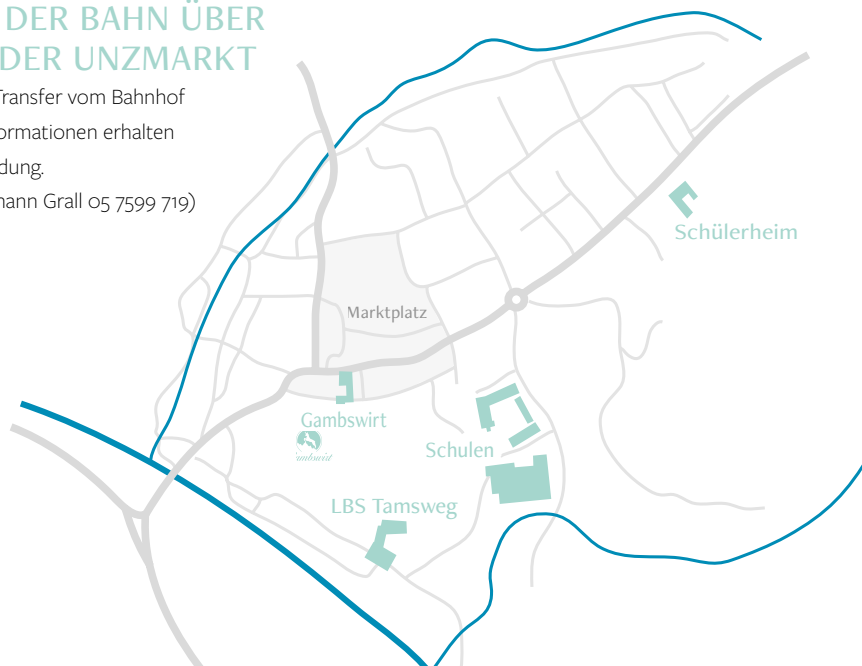 DER BAHN ÜBER
DER UNZMARKT
Transfer vom Bahnhof
ormationen erhalten
dung.
nann Grall 05 7599 719)
Schülerheim
Marktplatz
Gambswirt
Schulen
LBS Tamsweg